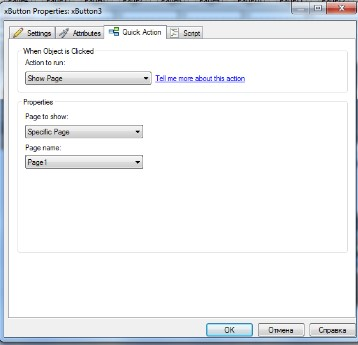 xButton Properties: xButton3
Settings Attributes Quick Action Script
When Object is Clicked
Action to run:
Show Page Tell me more about this action
Properties
Page to show:
Specific Page
Page name:
Page1
OK Отмена Справка